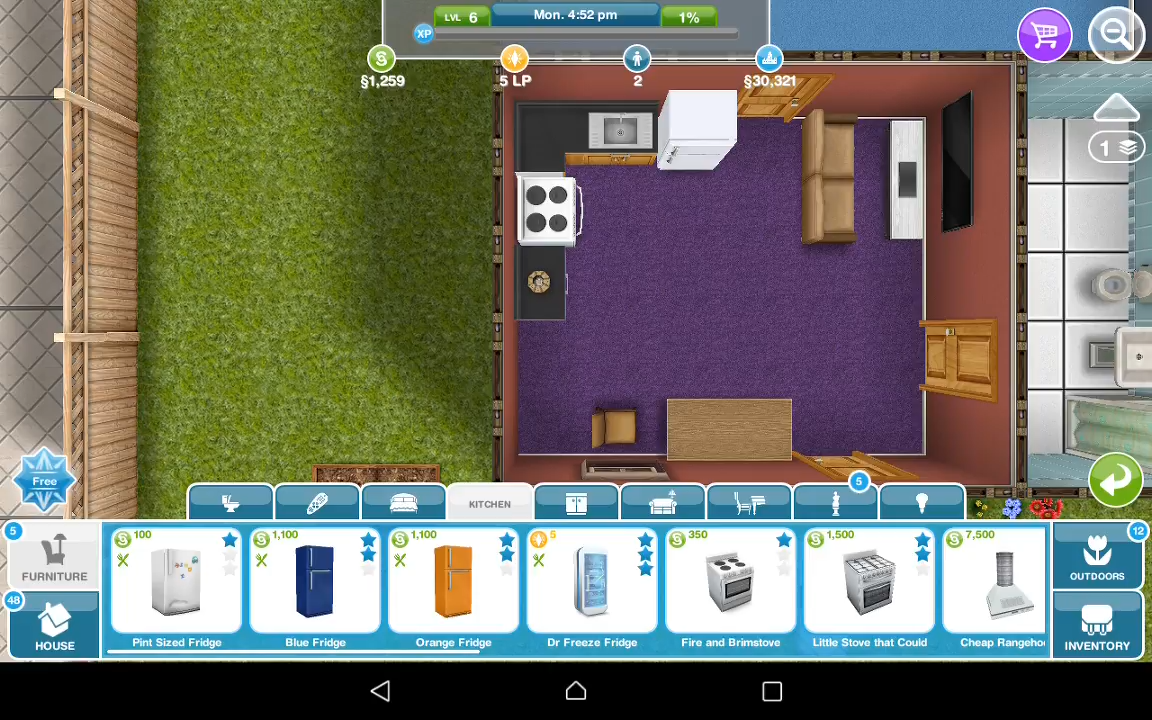 LVL 6
Mon. 4:52 pm
1%
XP
§1,259
5 LP
2
§30,321
1
Free
5
KITCHEN
5
FURNITURE
48
HOUSE
100
Pint Sized Fridge
1,100
Blue Fridge
1,100
Orange Fridge
5
Dr Freeze Fridge
350
Fire and Brimstone
1,500
Little Stove that Could
7,500
Cheap Rangeho
12
OUTDOORS
INVENTORY